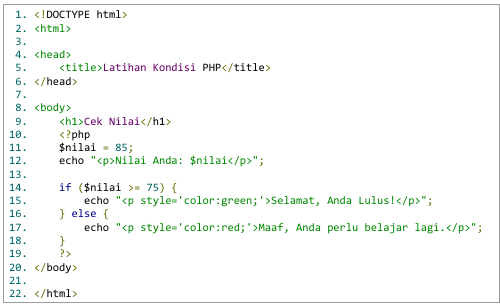 1. <!DOCTYPE html>
2. <html>
3.
4. <head>
5.     <title>Latihan Kondisi PHP</title>
6. </head>
7.
8. <body>
9.     <h1>Cek Nilai</h1>
10.     <?php
11.     $nilai = 85;
12.     echo "<p>Nilai Anda: $nilai</p>";
13.
14.     if ($nilai >= 75) {
15.         echo "<p style='color:green;'>Selamat, Anda Lulus!</p>";
16.     } else {
17.         echo "<p style='color:red;'>Maaf, Anda perlu belajar lagi.</p>";
18.     }
19.     ?>
20. </body>
21.
22. </html>